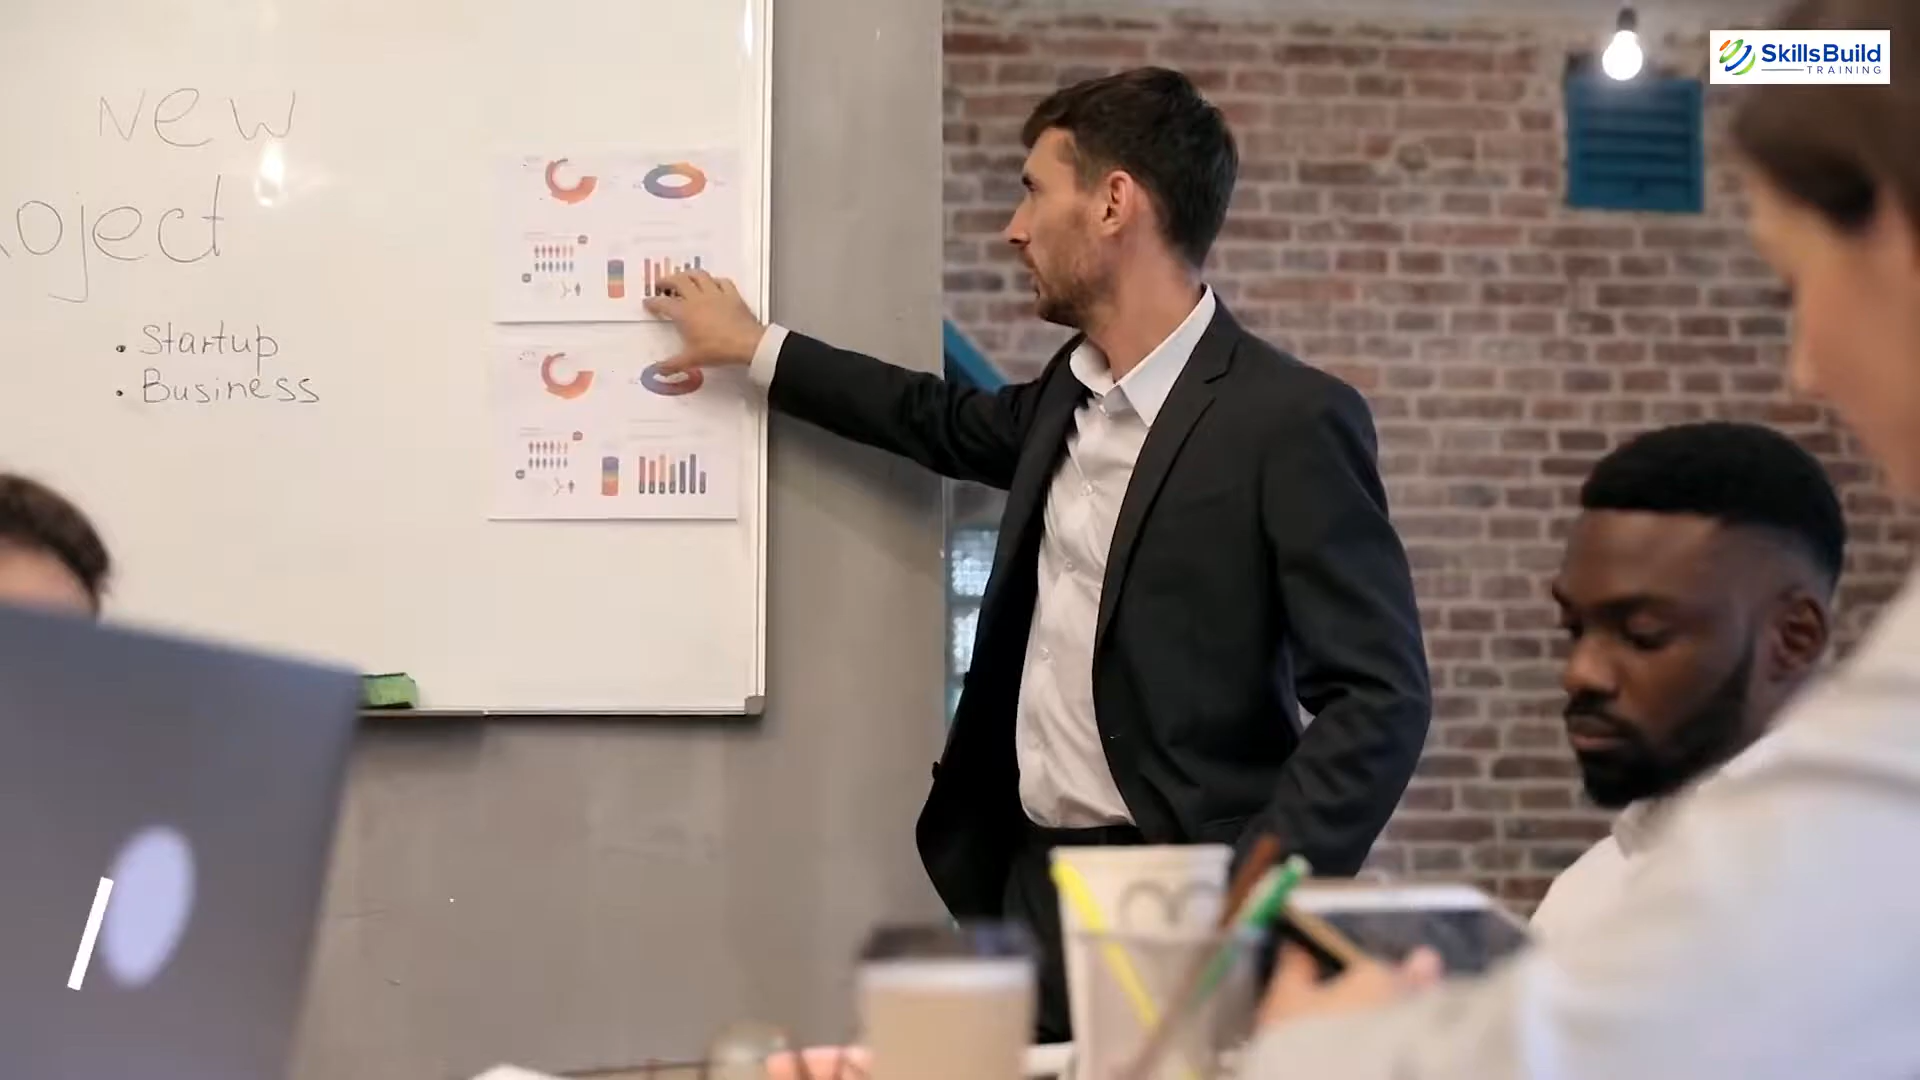 New
oject
• Startup
• Business
SkillsBuild
TRAINING